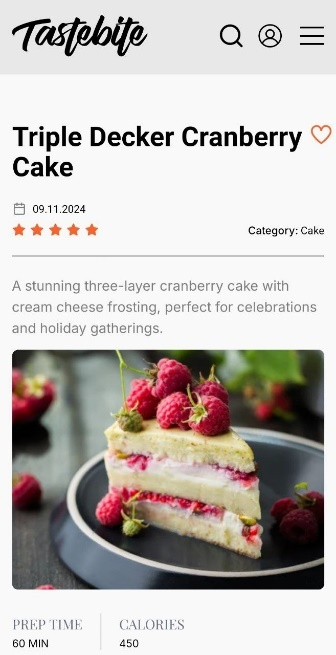 Tastebite
Triple Decker Cranberry
Cake
09.11.2024
Category: Cake
A stunning three-layer cranberry cake with
cream cheese frosting, perfect for celebrations
and holiday gatherings.
PREP TIME
CALORIES
60 MIN
450